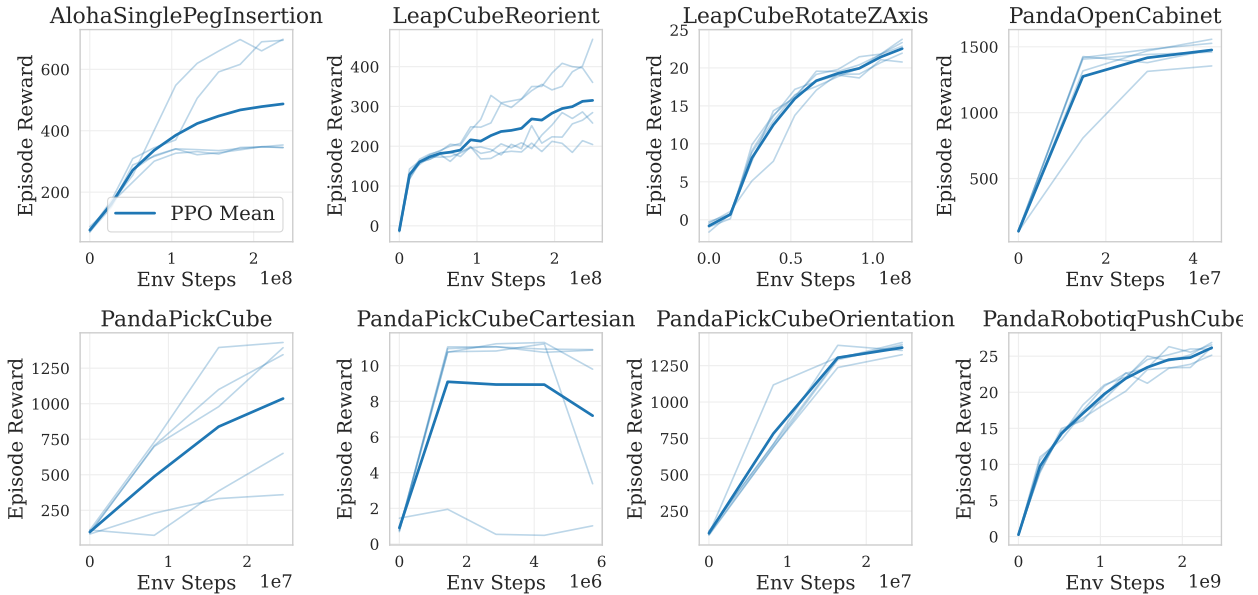 AlohaSinglePegInsertion
Episode Reward
600
400
200
PPO Mean
0 1 2
Env Steps 1e8
LeapCubeReorient
Episode Reward
400
300
200
100
0
0 1 2
Env Steps 1e8
LeapCubeRotateZAxis
Episode Reward
25
20
15
10
5
0
0.0 0.5 1.0
Env Steps 1e8
PandaOpenCabinet
Episode Reward
1500
1000
500
0 2 4
Env Steps 1e7
PandaPickCube
Episode Reward
1250
1000
750
500
250
0 1 2
Env Steps 1e7
PandaPickCubeCartesian
Episode Reward
10
8
6
4
2
0
0 2 4 6
Env Steps 1e6
PandaPickCubeOrientation
Episode Reward
1250
1000
750
500
250
0 1 2
Env Steps 1e7
PandaRobotiqPushCube
Episode Reward
25
20
15
10
5
0
0 1 2
Env Steps 1e9